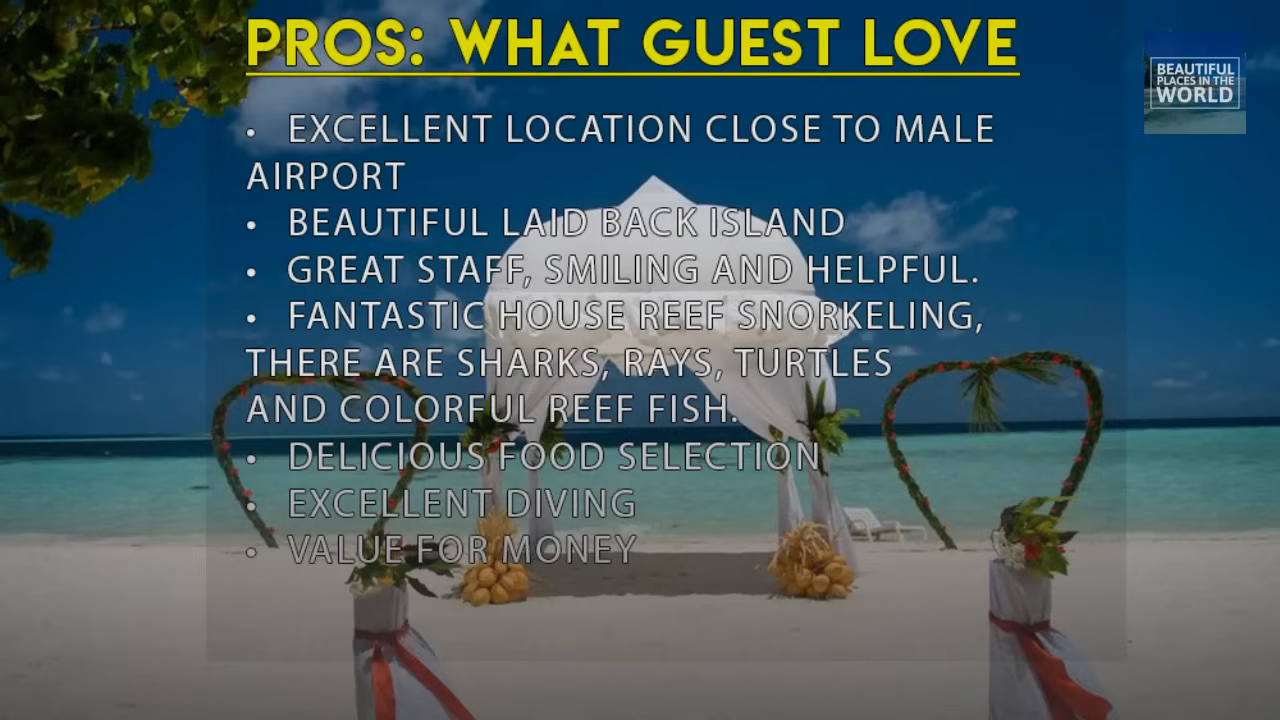 PROS: WHAT GUEST LOVE
BEAUTIFUL
PLACES IN THE
WORLD
• EXCELLENT LOCATION CLOSE TO MALE
AIRPORT
• BEAUTIFUL LAID BACK ISLAND
• GREAT STAFF, SMILING AND HELPFUL.
• FANTASTIC HOUSE REEF SNORKELING,
THERE ARE SHARKS, RAYS, TURTLES
AND COLORFUL REEF FISH.
• DELICIOUS FOOD SELECTION
• EXCELLENT DIVING
• VALUE FOR MONEY